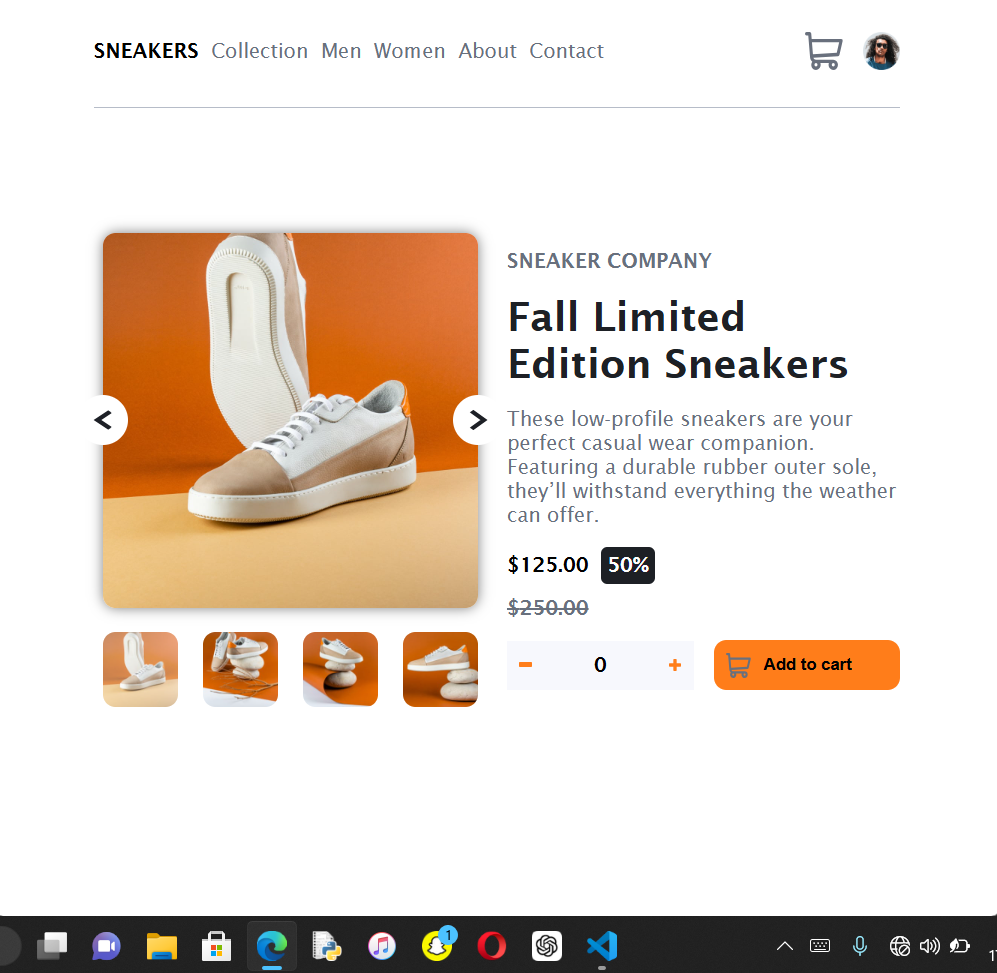 SNEAKERS Collection Men Women About Contact
SNEAKER COMPANY
Fall Limited
Edition Sneakers
These low-profile sneakers are your
perfect casual wear companion.
Featuring a durable rubber outer sole,
they’ll withstand everything the weather
can offer.
$125.00 50%
$250.00
0 Add to cart
1